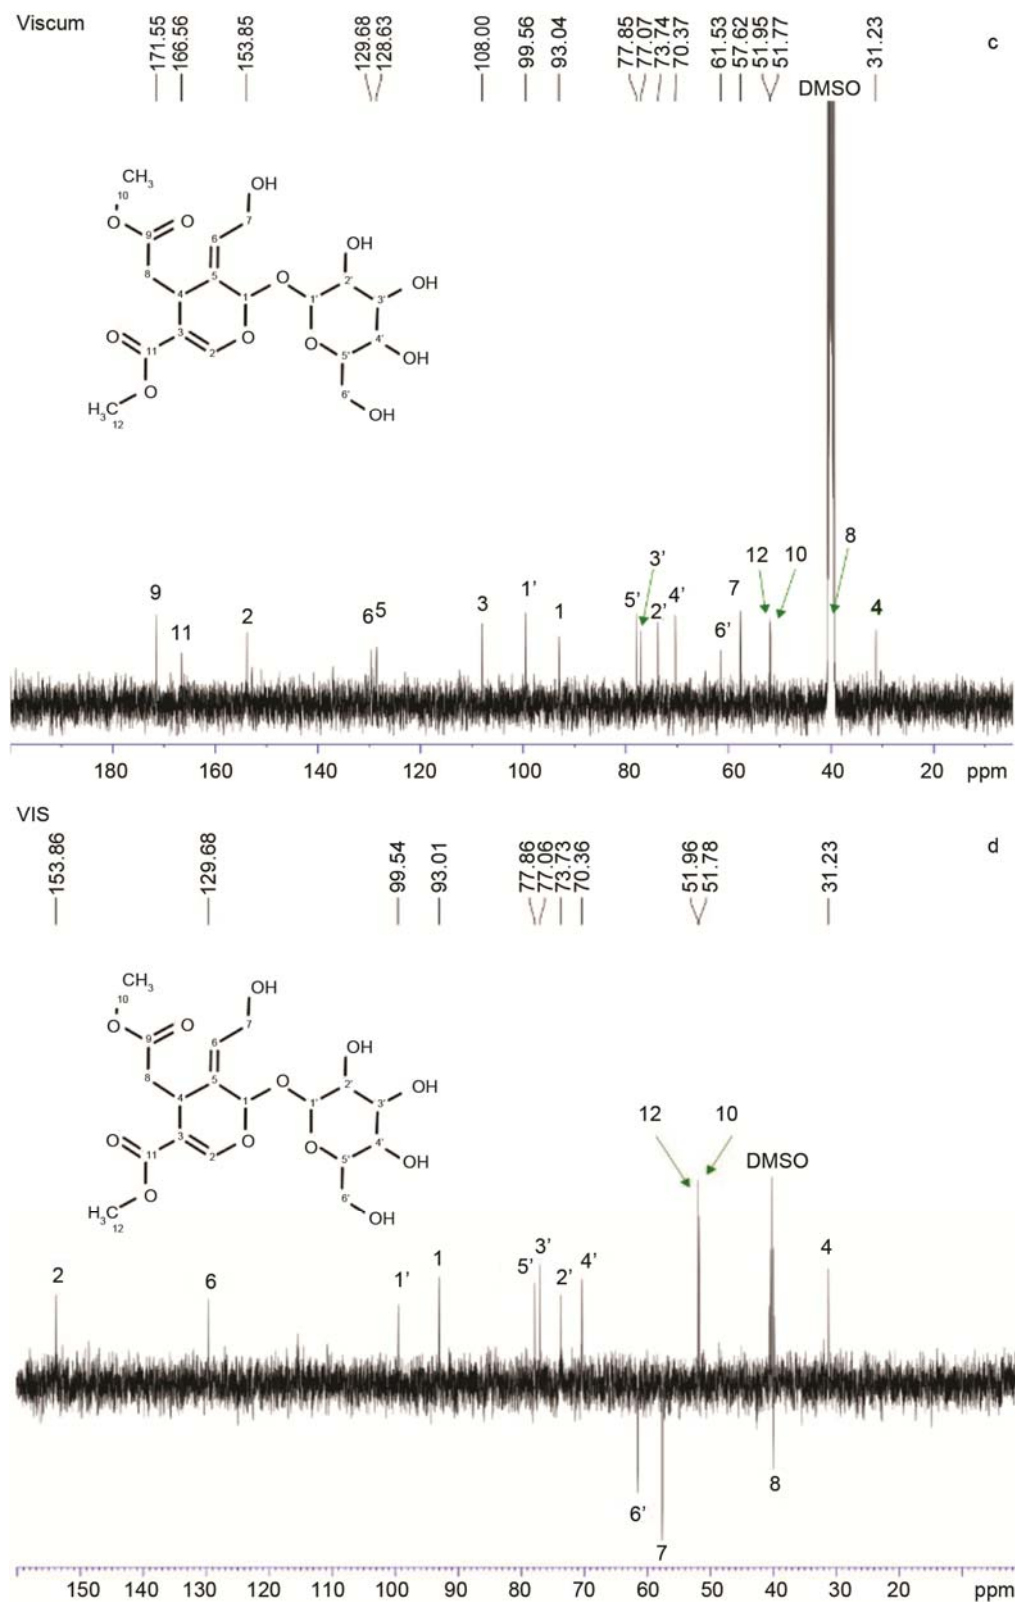 Viscum
171.55 166.56 153.85 129.68 128.63 108.00 99.56 93.04 77.85 77.07 73.74 70.37 61.53 57.62 51.95 51.77 31.23
c
DMSO
CH3
10
OH
O
O
9
7
6
8
OH
5
O
2'
4
1
1'
3'
OH
O
3
O
O
4'
11
2
5'
OH
O
6'
H3C
12
OH
8
12
10
3'
9
1'
7
11
2
6
5
3
1
5'
2'
4'
6'
4
180 160 140 120 100 80 60 40 20 ppm
VIS
153.86 129.68 99.54 93.01 77.86 77.06 73.73 70.36 51.96 51.78 31.23
d
CH3
10
OH
O
O
9
7
6
8
OH
5
O
2'
4
1
1'
3'
OH
O
3
O
O
4'
11
2
5'
OH
O
6'
H3C
12
OH
12
10
DMSO
2
6
1'
1
5'
3'
2'
4'
4
8
6'
7
150 140 130 120 110 100 90 80 70 60 50 40 30 20 ppm